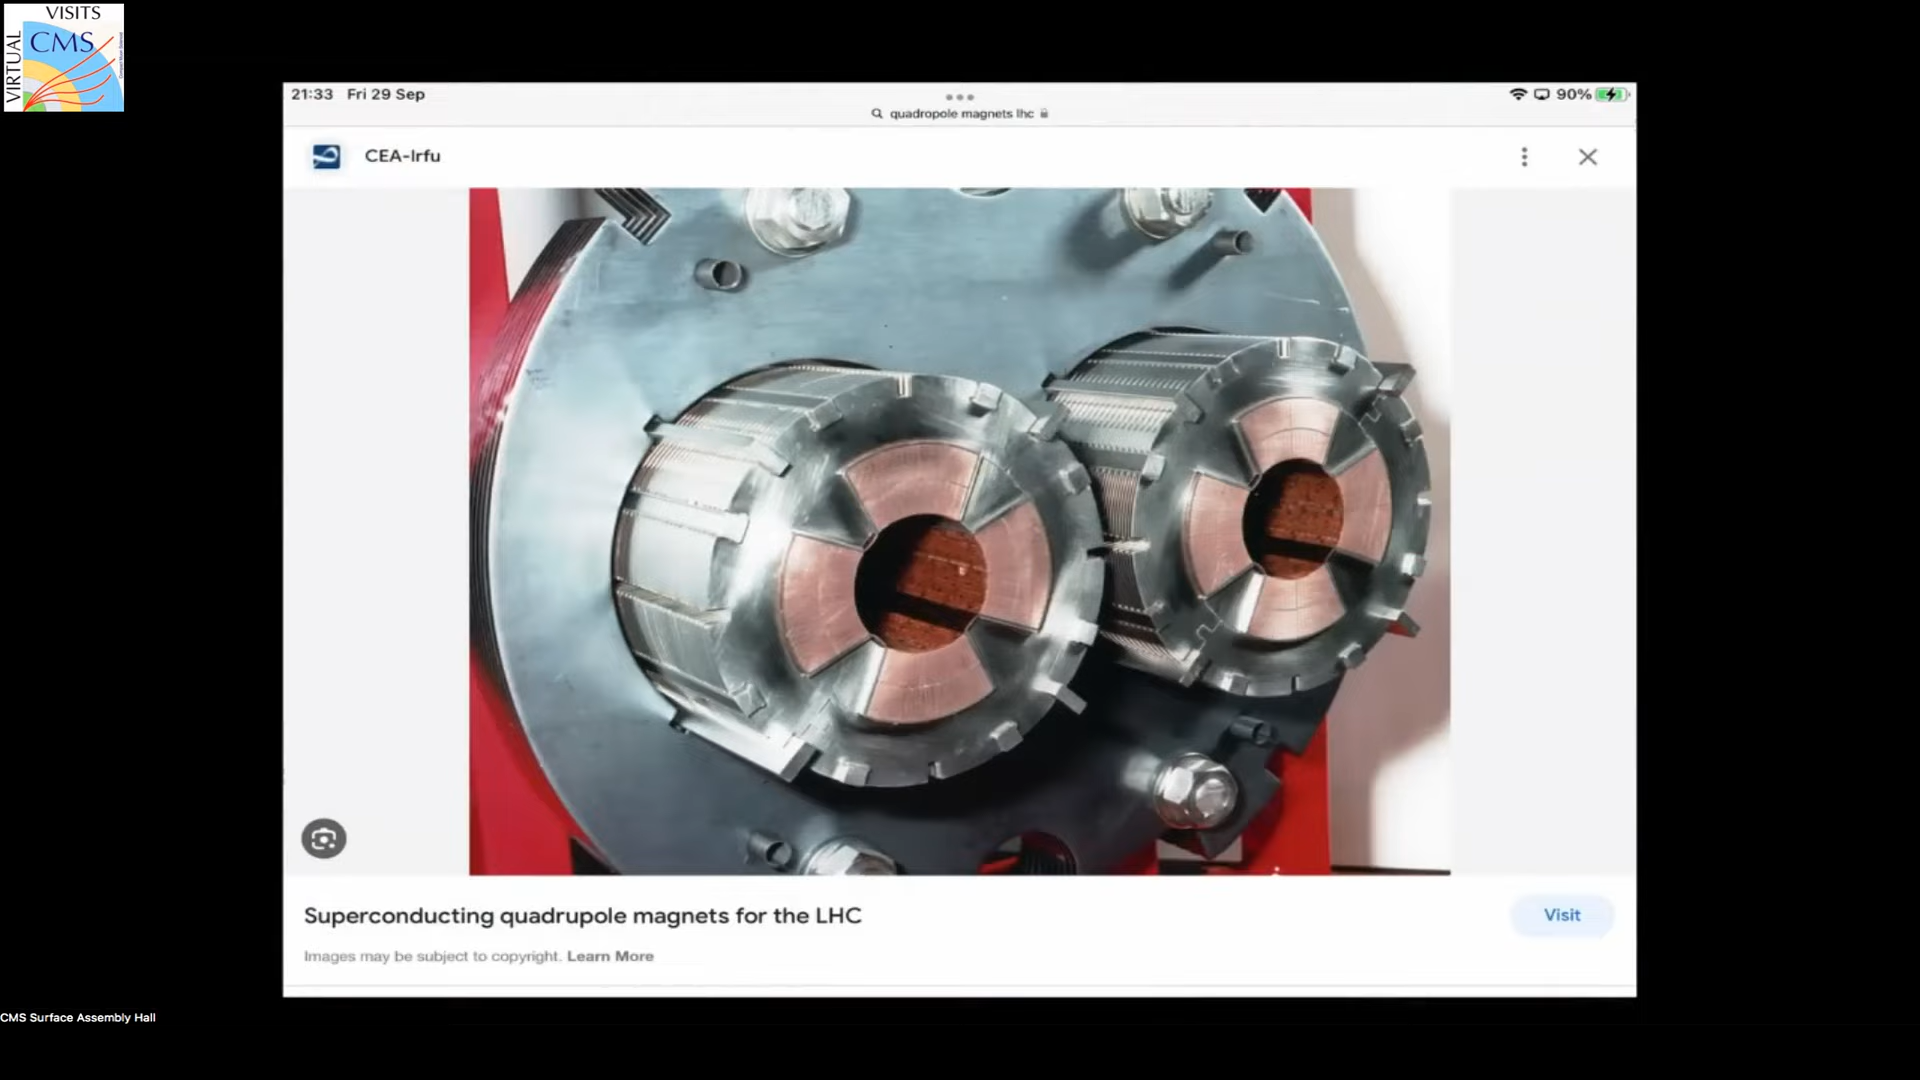 VISITS
VIRTUAL
CMS
21:33 Fri 29 Sep
90%
quadropole magnets lhc
CEA-Irfu
Superconducting quadrupole magnets for the LHC
Visit
Images may be subject to copyright. Learn More
CMS Surface Assembly Hall